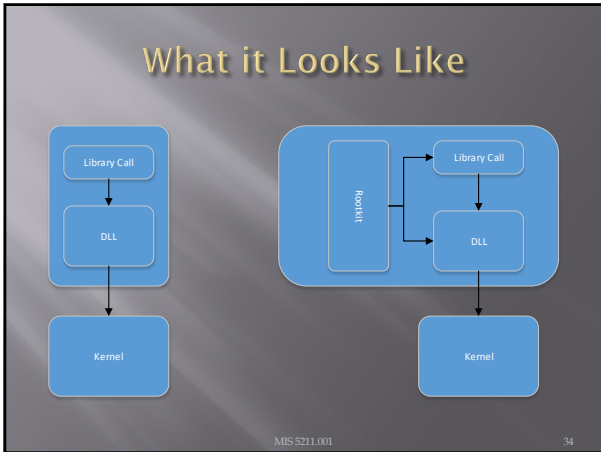 What it Looks Like
Library Call
DLL
Kernel
Rootkit
Library Call
DLL
Kernel
MIS 5211.001
34